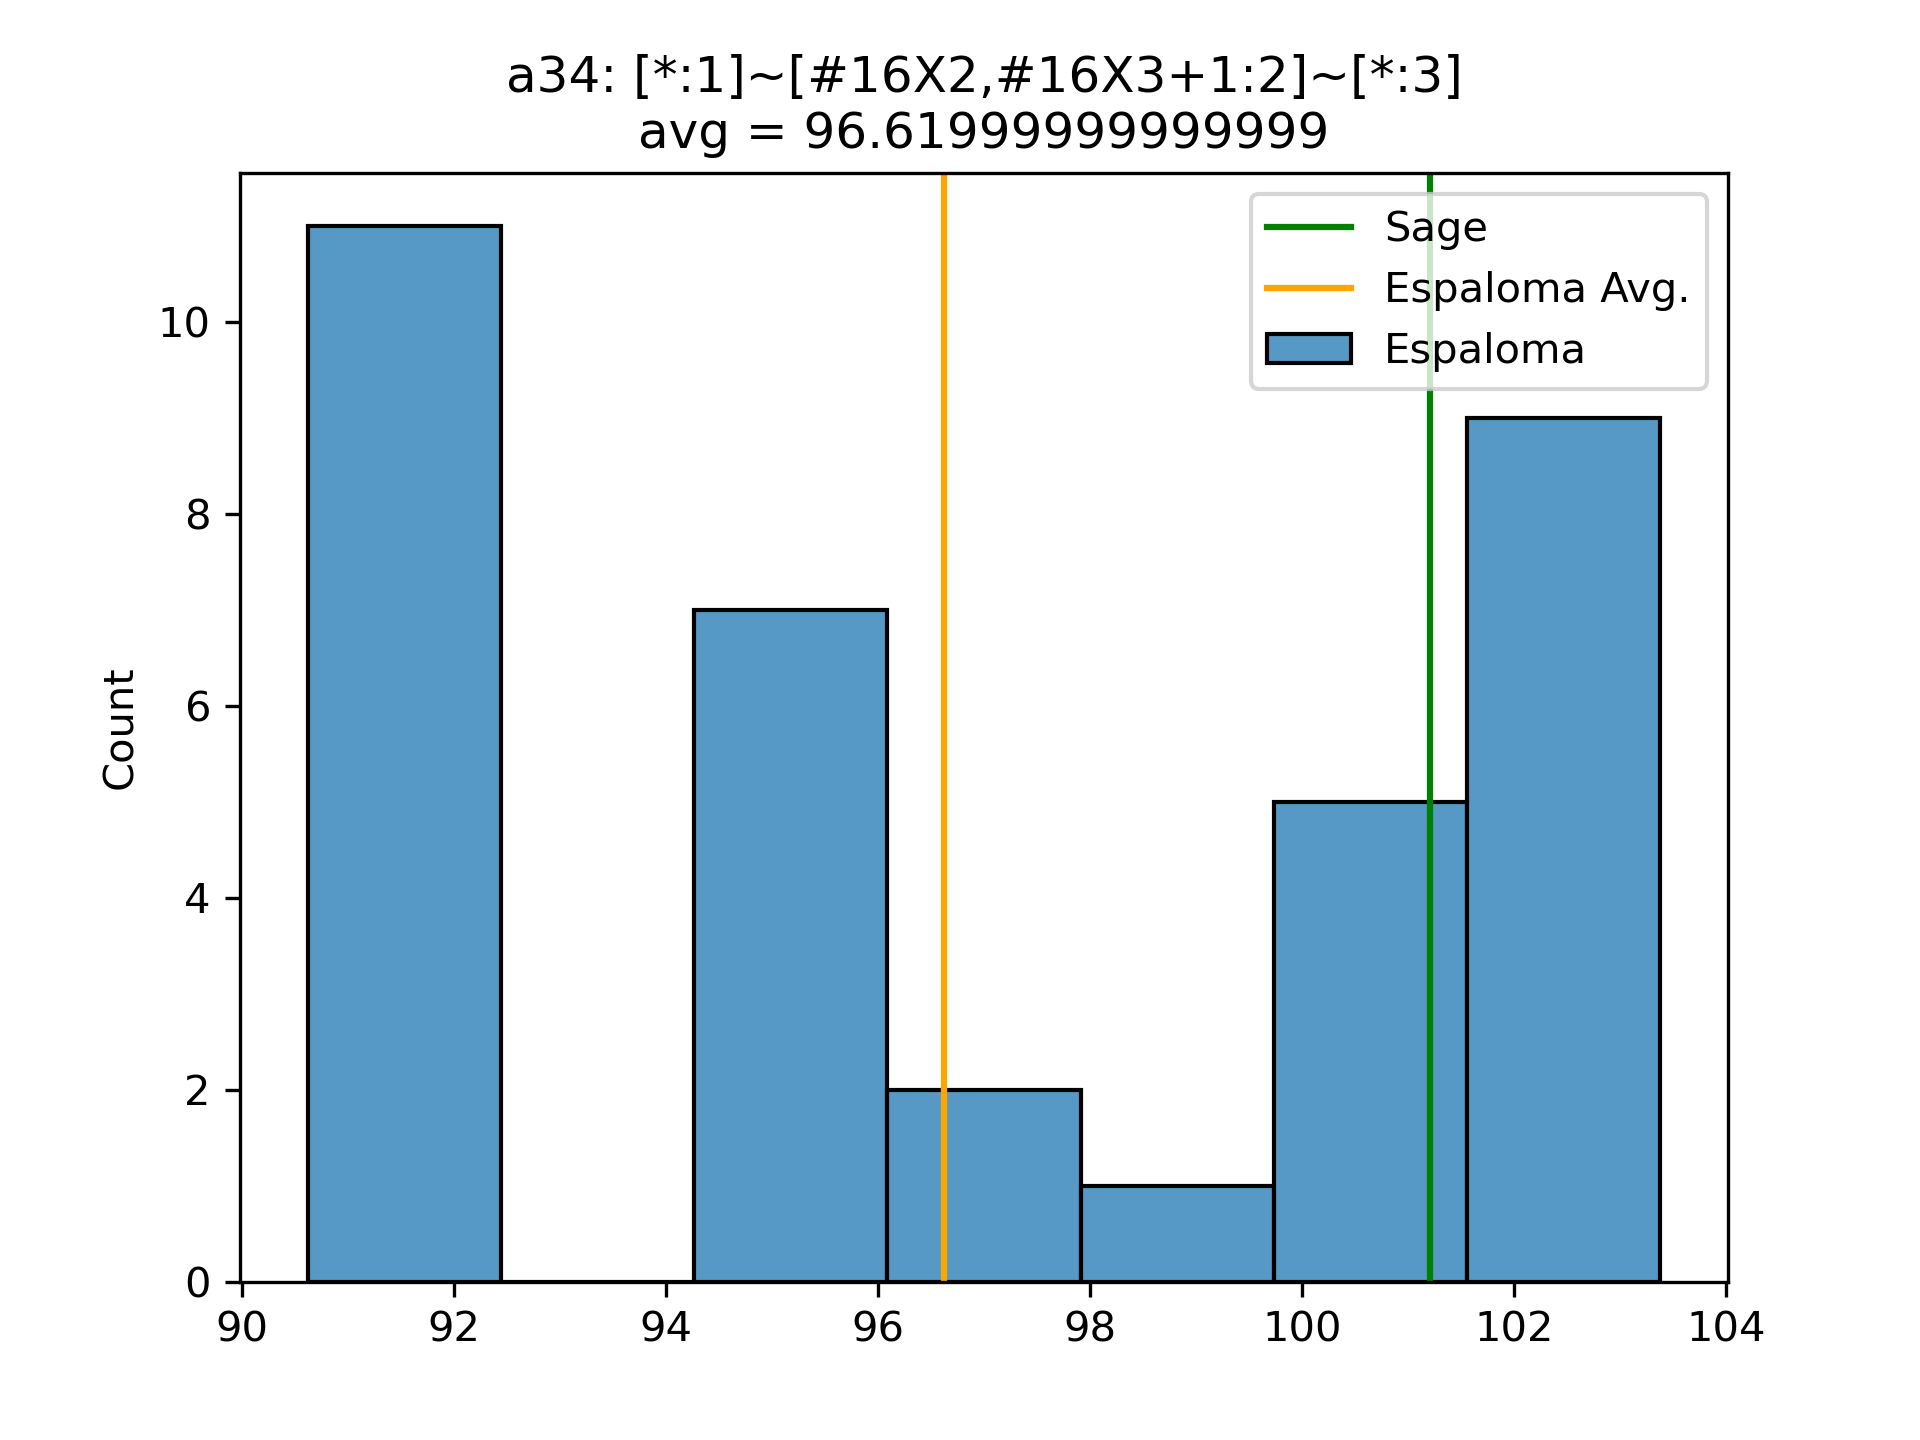 a34: [*:1]~[#16X2,#16X3+1:2]~[*:3]
avg = 96.61999999999999
Sage
Espaloma Avg.
Espaloma
Count
10
8
6
4
2
0
90 92 94 96 98 100 102 104